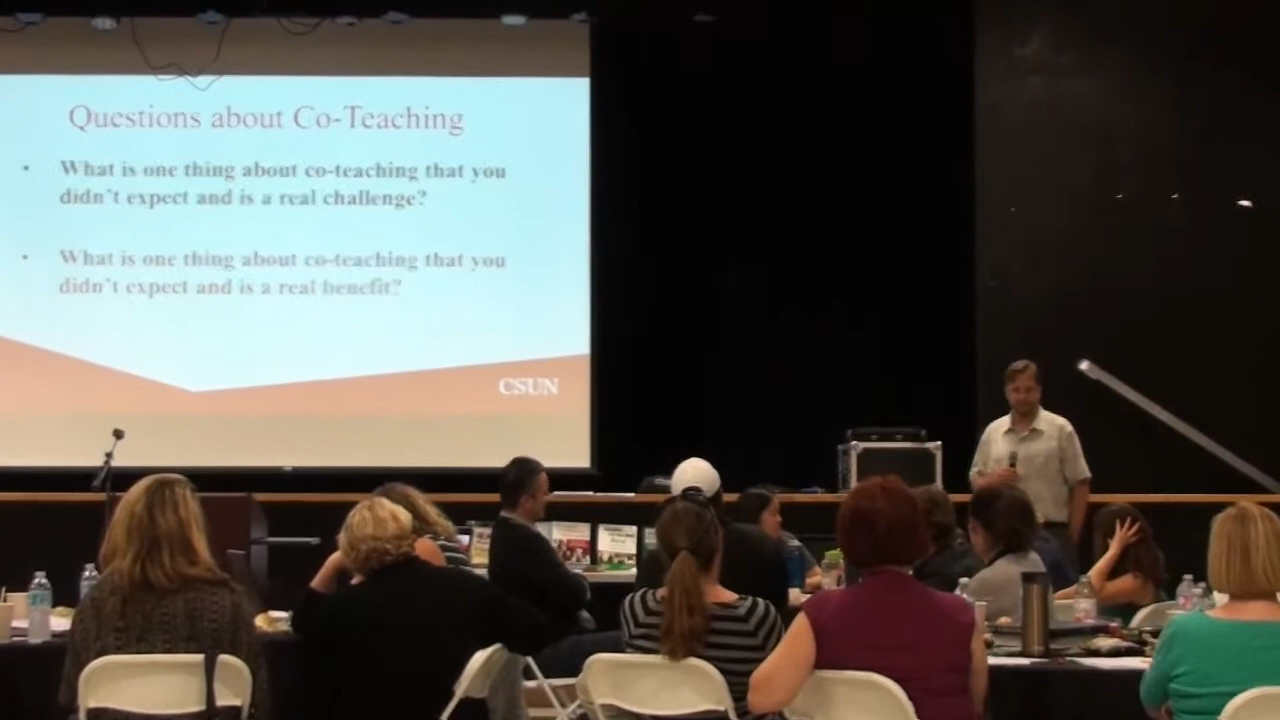 Questions about Co-Teaching
• What is one thing about co-teaching that you
didn't expect and is a real challenge?
• What is one thing about co-teaching that you
didn't expect and is a real benefit?
CSUN